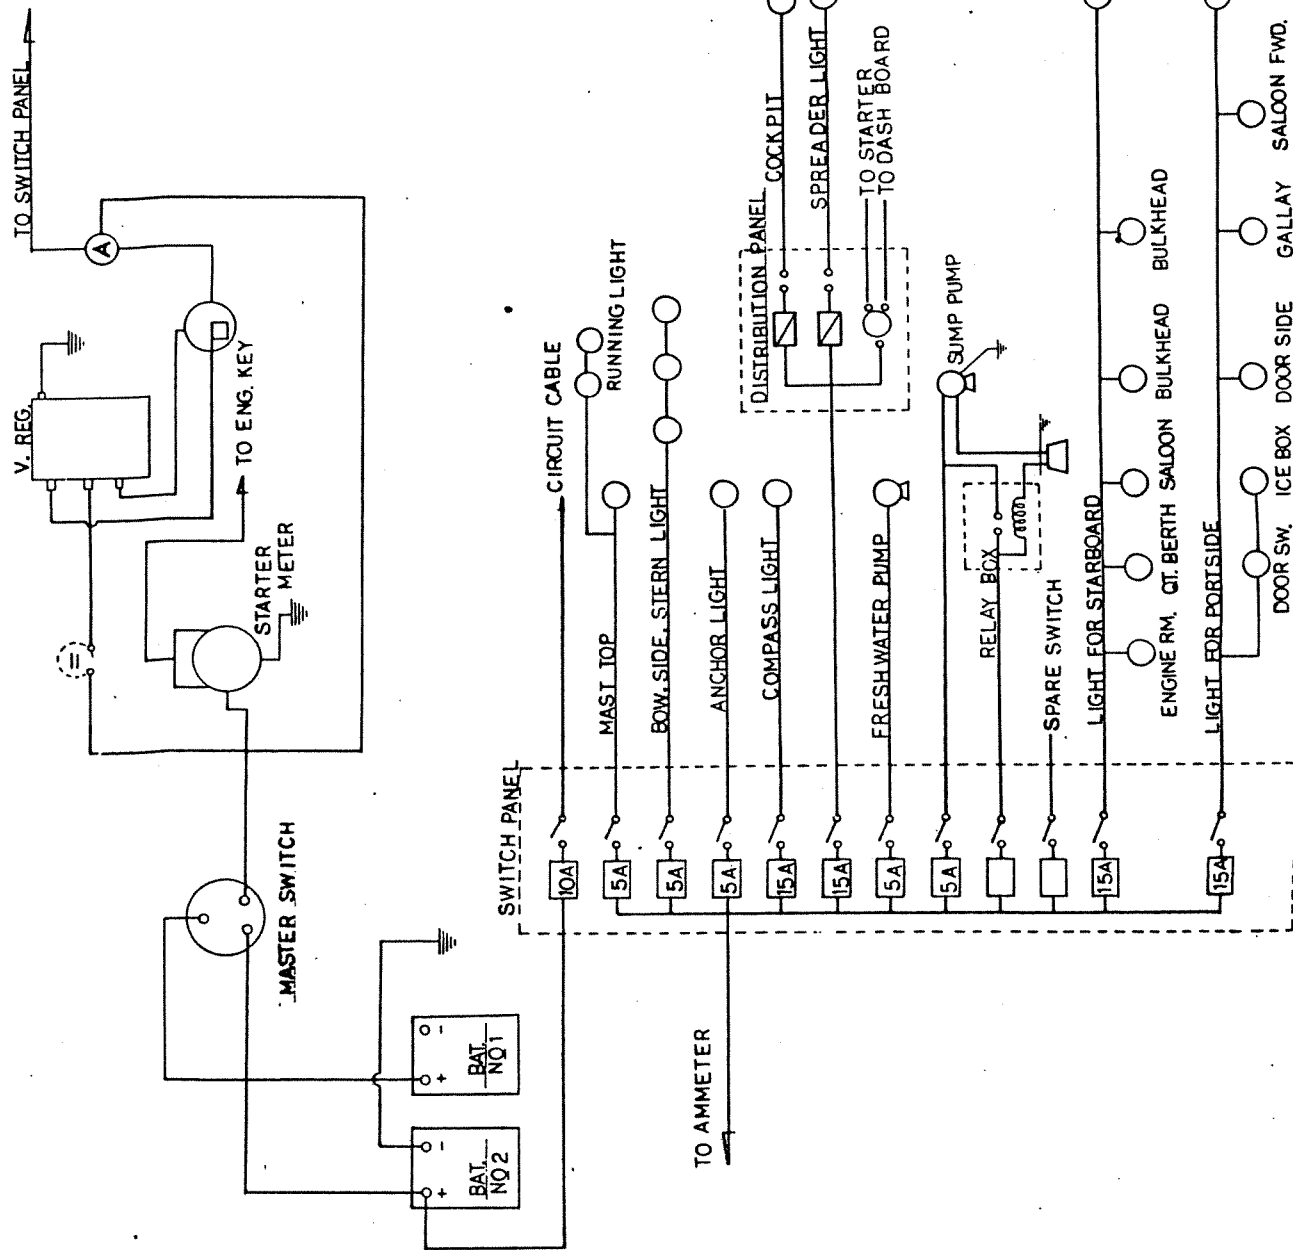 TO SWITCH PANEL
A
V. REG.
TO ENG. KEY
STARTER
METER
MASTER SWITCH
+ -
BAT.
NO1
+ -
BAT.
NO2
TO AMMETER
SWITCH PANEL
10A
CIRCUIT CABLE
5A
MAST TOP
RUNNING LIGHT
5A
BOW, SIDE, STERN LIGHT
5A
ANCHOR LIGHT
15A
COMPASS LIGHT
15A
DISTRIBUTION PANEL
COCKPIT
SPREADER LIGHT
TO STARTER
TO DASH BOARD
5A
FRESHWATER PUMP
5A
SUMP PUMP
RELAY BOX
SPARE SWITCH
15A
LIGHT FOR STARBOARD
ENGINE RM. QT. BERTH SALOON BULKHEAD BULKHEAD
15A
LIGHT FOR PORTSIDE
DOOR SW. ICE BOX DOOR SIDE GALLAY SALOON FWD.